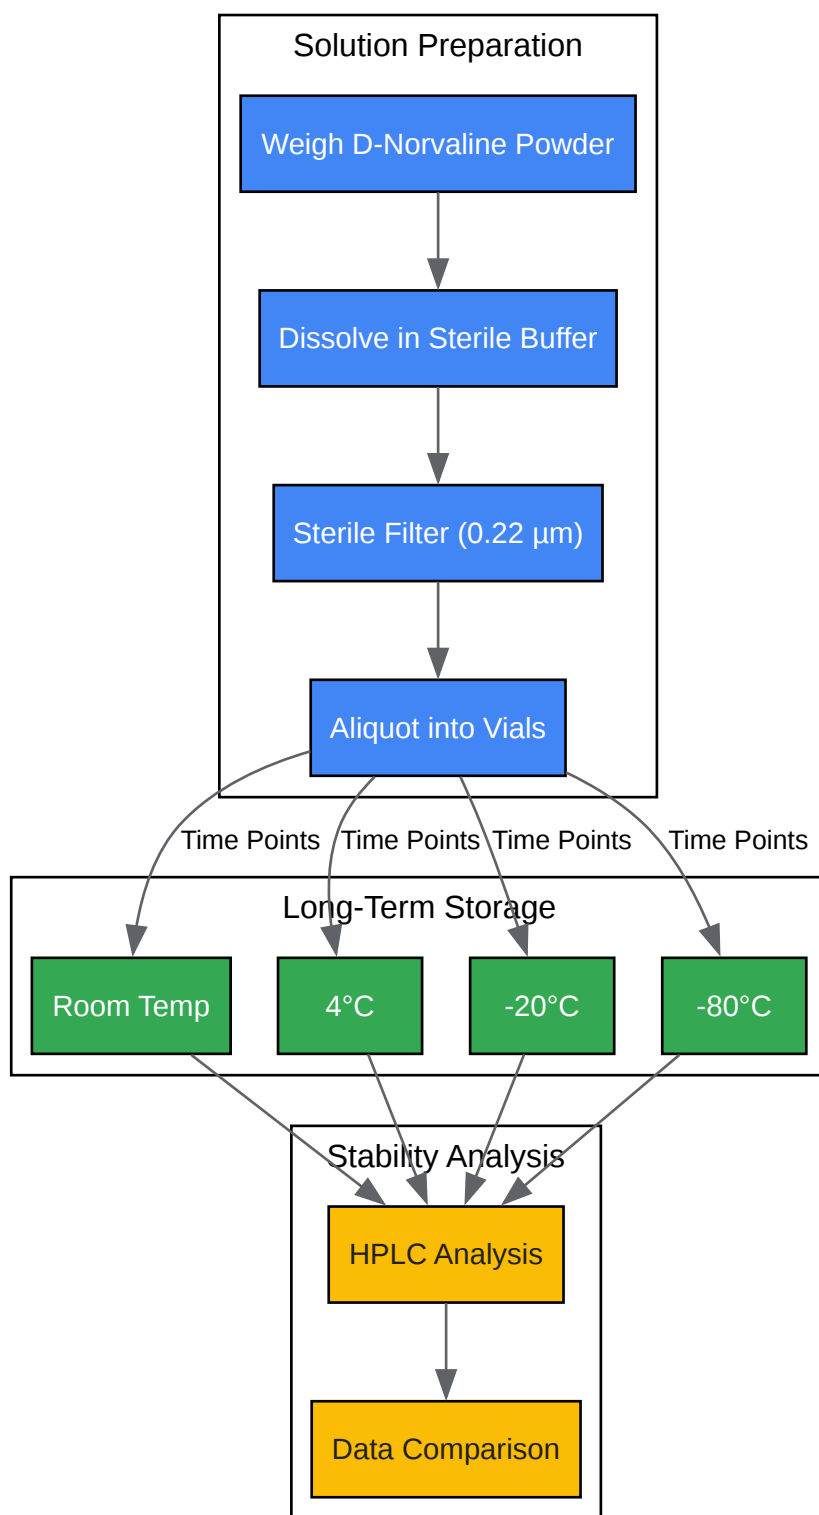 Solution Preparation
Weigh D-Norvaline Powder
Dissolve in Sterile Buffer
Sterile Filter (0.22 µm)
Aliquot into Vials
Time Points
Time Points
Time Points
Time Points
Long-Term Storage
Room Temp
4°C
-20°C
-80°C
Stability Analysis
HPLC Analysis
Data Comparison